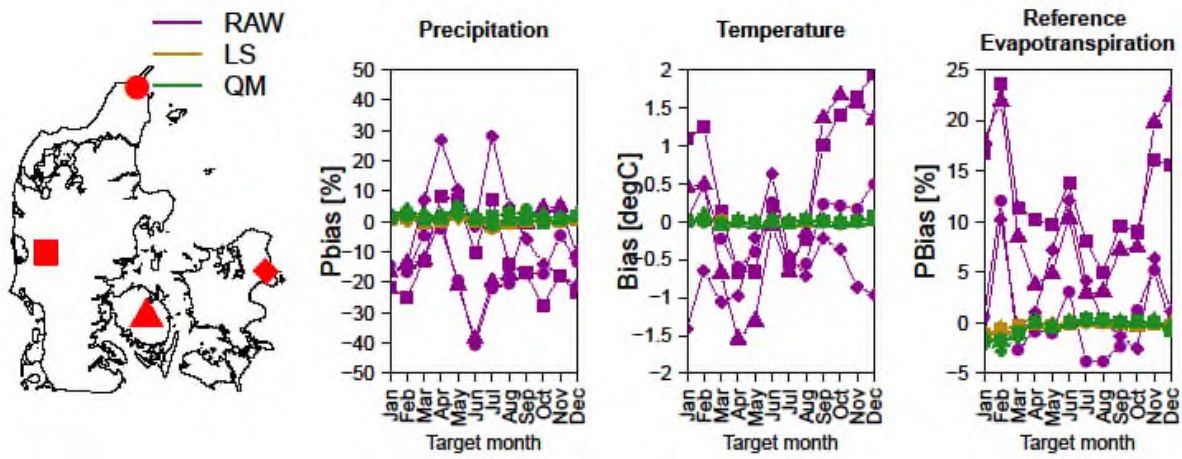 RAW
LS
QM
Precipitation
Pbias [%]
50
40
30
20
10
0
−10
−20
−30
−40
−50
Jan
Feb
Mar
Apr
May
Jun
Jul
Aug
Sep
Oct
Nov
Dec
Target month
Temperature
Bias [degC]
2
1.5
1
0.5
0
−0.5
−1
−1.5
−2
Jan
Feb
Mar
Apr
May
Jun
Jul
Aug
Sep
Oct
Nov
Dec
Target month
Reference
Evapotranspiration
PBias [%]
25
20
15
10
5
0
−5
Jan
Feb
Mar
Apr
May
Jun
Jul
Aug
Sep
Oct
Nov
Dec
Target month